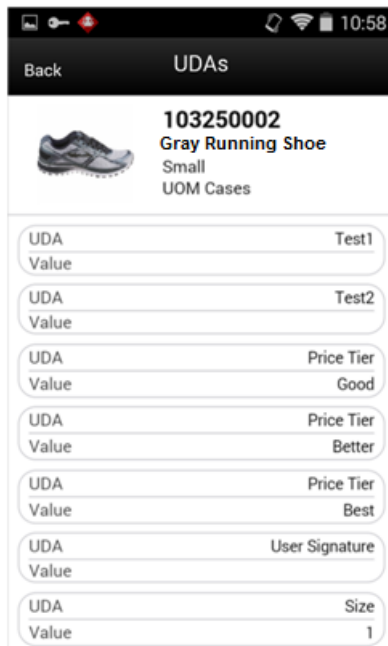 10:58
Back UDAs
103250002
Gray Running Shoe
Small
UOM Cases
UDA Test1
Value
UDA Test2
Value
UDA Price Tier
Value Good
UDA Price Tier
Value Better
UDA Price Tier
Value Best
UDA User Signature
Value
UDA Size
Value 1